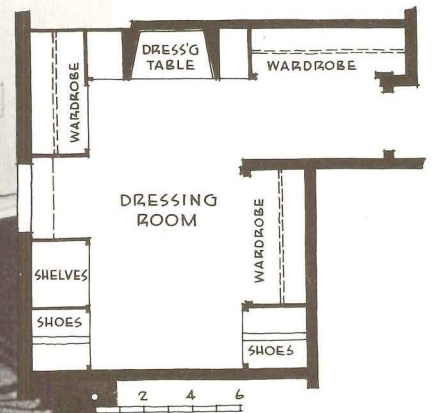 DRESS'G
TABLE
WARDROBE
WARDROBE
DRESSING
ROOM
WARDROBE
SHELVES
SHOES
SHOES
2 4 6